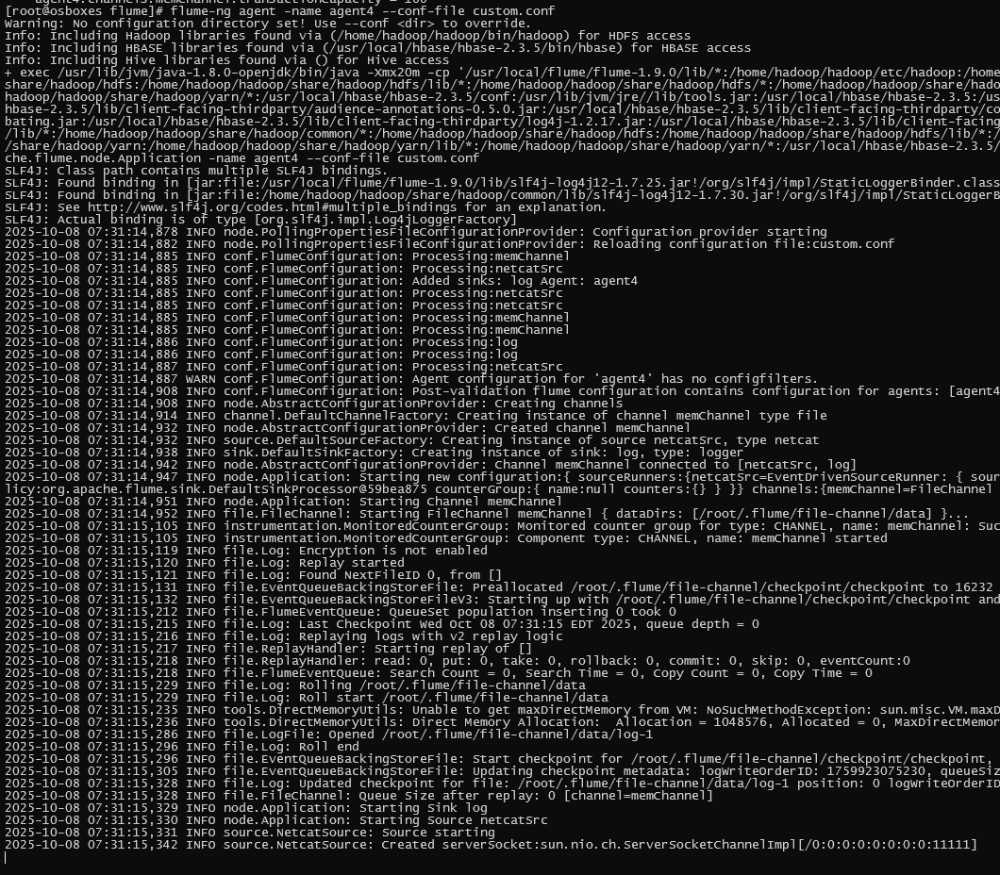 agent4.channels.memChannel.transactionCapacity = 100
[root@osboxes flume]# flume-ng agent -name agent4 --conf-file custom.conf
Warning: No configuration directory set! Use --conf <dir> to override.
Info: Including Hadoop libraries found via (/home/hadoop/hadoop/bin/hadoop) for HDFS access
Info: Including HBASE libraries found via (/usr/local/hbase/hbase-2.3.5/bin/hbase) for HBASE access
Info: Including Hive libraries found via () for Hive access
+ exec /usr/lib/jvm/java-1.8.0-openjdk/bin/java -Xmx20m -cp '/usr/local/flume/flume-1.9.0/lib/*:/home/hadoop/hadoop/etc/hadoop:/home
share/hadoop/hdfs:/home/hadoop/hadoop/share/hadoop/hdfs/lib/*:/home/hadoop/hadoop/share/hadoop/hdfs/*:/home/hadoop/hadoop/share/hado
hadoop/hadoop/share/hadoop/yarn/*:/usr/local/hbase/hbase-2.3.5/conf:/usr/lib/jvm/jre//lib/tools.jar:/usr/local/hbase/hbase-2.3.5:/us
hbase-2.3.5/lib/client-facing-thirdparty/audience-annotations-0.5.0.jar:/usr/local/hbase/hbase-2.3.5/lib/client-facing-thirdparty/co
bating.jar:/usr/local/hbase/hbase-2.3.5/lib/client-facing-thirdparty/log4j-1.2.17.jar:/usr/local/hbase/hbase-2.3.5/lib/client-facing
/lib/*:/home/hadoop/hadoop/share/hadoop/common/*:/home/hadoop/hadoop/share/hadoop/hdfs:/home/hadoop/hadoop/share/hadoop/hdfs/lib/*:/
/share/hadoop/yarn:/home/hadoop/hadoop/share/hadoop/yarn/lib/*:/home/hadoop/hadoop/share/hadoop/yarn/*:/usr/local/hbase/hbase-2.3.5/
che.flume.node.Application -name agent4 --conf-file custom.conf
SLF4J: Class path contains multiple SLF4J bindings.
SLF4J: Found binding in [jar:file:/usr/local/flume/flume-1.9.0/lib/slf4j-log4j12-1.7.25.jar!/org/slf4j/impl/StaticLoggerBinder.class
SLF4J: Found binding in [jar:file:/home/hadoop/hadoop/share/hadoop/common/lib/slf4j-log4j12-1.7.30.jar!/org/slf4j/impl/StaticLoggerB
SLF4J: See http://www.slf4j.org/codes.html#multiple_bindings for an explanation.
SLF4J: Actual binding is of type [org.slf4j.impl.Log4jLoggerFactory]
2025-10-08 07:31:14,878 INFO node.PollingPropertiesFileConfigurationProvider: Configuration provider starting
2025-10-08 07:31:14,882 INFO node.PollingPropertiesFileConfigurationProvider: Reloading configuration file:custom.conf
2025-10-08 07:31:14,885 INFO conf.FlumeConfiguration: Processing:memChannel
2025-10-08 07:31:14,885 INFO conf.FlumeConfiguration: Processing:netcatSrc
2025-10-08 07:31:14,885 INFO conf.FlumeConfiguration: Added sinks: log Agent: agent4
2025-10-08 07:31:14,885 INFO conf.FlumeConfiguration: Processing:netcatSrc
2025-10-08 07:31:14,885 INFO conf.FlumeConfiguration: Processing:netcatSrc
2025-10-08 07:31:14,885 INFO conf.FlumeConfiguration: Processing:memChannel
2025-10-08 07:31:14,885 INFO conf.FlumeConfiguration: Processing:memChannel
2025-10-08 07:31:14,886 INFO conf.FlumeConfiguration: Processing:log
2025-10-08 07:31:14,886 INFO conf.FlumeConfiguration: Processing:log
2025-10-08 07:31:14,887 INFO conf.FlumeConfiguration: Processing:netcatSrc
2025-10-08 07:31:14,887 WARN conf.FlumeConfiguration: Agent configuration for 'agent4' has no configfilters.
2025-10-08 07:31:14,908 INFO conf.FlumeConfiguration: Post-validation flume configuration contains configuration for agents: [agent4
2025-10-08 07:31:14,908 INFO node.AbstractConfigurationProvider: Creating channels
2025-10-08 07:31:14,914 INFO channel.DefaultChannelFactory: Creating instance of channel memChannel type file
2025-10-08 07:31:14,932 INFO node.AbstractConfigurationProvider: Created channel memChannel
2025-10-08 07:31:14,932 INFO source.DefaultSourceFactory: Creating instance of source netcatSrc, type netcat
2025-10-08 07:31:14,938 INFO sink.DefaultSinkFactory: Creating instance of sink: log, type: logger
2025-10-08 07:31:14,942 INFO node.AbstractConfigurationProvider: Channel memChannel connected to [netcatSrc, log]
2025-10-08 07:31:14,947 INFO node.Application: Starting new configuration:{ sourceRunners:{netcatSrc=EventDrivenSourceRunner: { sour
licy:org.apache.flume.sink.DefaultSinkProcessor@59bea875 counterGroup:{ name:null counters:{} } }} channels:{memChannel=FileChannel
2025-10-08 07:31:14,951 INFO node.Application: Starting Channel memChannel
2025-10-08 07:31:14,952 INFO file.FileChannel: Starting FileChannel memChannel { dataDirs: [/root/.flume/file-channel/data] }...
2025-10-08 07:31:15,105 INFO instrumentation.MonitoredCounterGroup: Monitored counter group for type: CHANNEL, name: memChannel: Suc
2025-10-08 07:31:15,105 INFO instrumentation.MonitoredCounterGroup: Component type: CHANNEL, name: memChannel started
2025-10-08 07:31:15,119 INFO file.Log: Encryption is not enabled
2025-10-08 07:31:15,120 INFO file.Log: Replay started
2025-10-08 07:31:15,121 INFO file.Log: Found NextFileID 0, from []
2025-10-08 07:31:15,131 INFO file.EventQueueBackingStoreFile: Preallocated /root/.flume/file-channel/checkpoint/checkpoint to 16232
2025-10-08 07:31:15,132 INFO file.EventQueueBackingStoreFileV3: Starting up with /root/.flume/file-channel/checkpoint/checkpoint and
2025-10-08 07:31:15,212 INFO file.FlumeEventQueue: QueueSet population inserting 0 took 0
2025-10-08 07:31:15,215 INFO file.Log: Last Checkpoint Wed Oct 08 07:31:15 EDT 2025, queue depth = 0
2025-10-08 07:31:15,216 INFO file.Log: Replaying logs with v2 replay logic
2025-10-08 07:31:15,217 INFO file.ReplayHandler: Starting replay of []
2025-10-08 07:31:15,218 INFO file.ReplayHandler: read: 0, put: 0, take: 0, rollback: 0, commit: 0, skip: 0, eventCount:0
2025-10-08 07:31:15,218 INFO file.FlumeEventQueue: Search Count = 0, Search Time = 0, Copy Count = 0, Copy Time = 0
2025-10-08 07:31:15,229 INFO file.Log: Rolling /root/.flume/file-channel/data
2025-10-08 07:31:15,229 INFO file.Log: Roll start /root/.flume/file-channel/data
2025-10-08 07:31:15,235 INFO tools.DirectMemoryUtils: Unable to get maxDirectMemory from VM: NoSuchMethodException: sun.misc.VM.maxD
2025-10-08 07:31:15,236 INFO tools.DirectMemoryUtils: Direct Memory Allocation:  Allocation = 1048576, Allocated = 0, MaxDirectMemor
2025-10-08 07:31:15,286 INFO file.LogFile: Opened /root/.flume/file-channel/data/log-1
2025-10-08 07:31:15,296 INFO file.Log: Roll end
2025-10-08 07:31:15,296 INFO file.EventQueueBackingStoreFile: Start checkpoint for /root/.flume/file-channel/checkpoint/checkpoint,
2025-10-08 07:31:15,305 INFO file.EventQueueBackingStoreFile: Updating checkpoint metadata: logWriteOrderID: 1759923075230, queueSiz
2025-10-08 07:31:15,328 INFO file.Log: Updated checkpoint for file: /root/.flume/file-channel/data/log-1 position: 0 logWriteOrderID
2025-10-08 07:31:15,328 INFO file.FileChannel: Queue Size after replay: 0 [channel=memChannel]
2025-10-08 07:31:15,329 INFO node.Application: Starting Sink log
2025-10-08 07:31:15,330 INFO node.Application: Starting Source netcatSrc
2025-10-08 07:31:15,331 INFO source.NetcatSource: Source starting
2025-10-08 07:31:15,342 INFO source.NetcatSource: Created serverSocket:sun.nio.ch.ServerSocketChannelImpl[/0:0:0:0:0:0:0:0:11111]